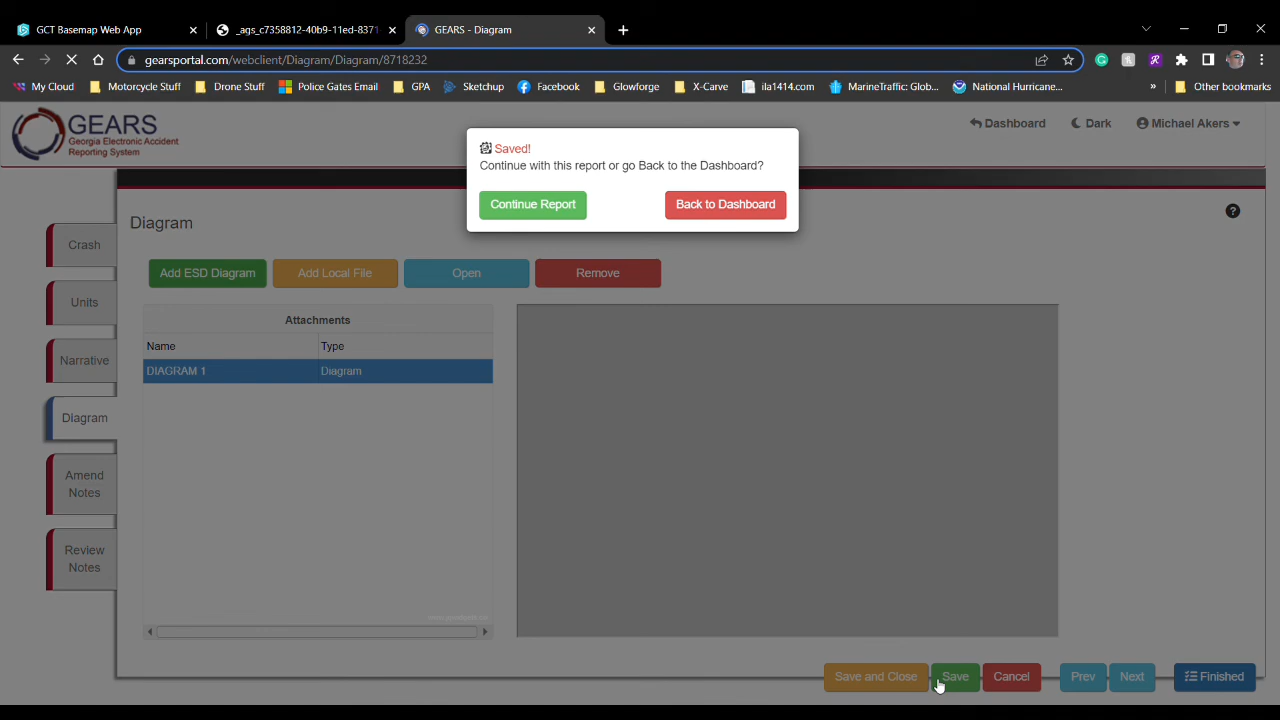 GCT Basemap Web App
_ags_c7358812-40b9-11ed-8371
GEARS - Diagram
gearsportal.com/webclient/Diagram/Diagram/8718232
My Cloud
Motorcycle Stuff
Drone Stuff
Police Gates Email
GPA
Sketchup
Facebook
Glowforge
X-Carve
ila1414.com
MarineTraffic: Glob...
National Hurricane...
»
Other bookmarks
GEARS
Georgia Electronic Accident
Reporting System
Dashboard
Dark
Michael Akers
Saved!
Continue with this report or go Back to the Dashboard?
Continue Report
Back to Dashboard
Diagram
?
Crash
Units
Narrative
Diagram
Amend
Notes
Review
Notes
Add ESD Diagram
Add Local File
Open
Remove
Attachments
Name
Type
DIAGRAM 1
Diagram
Save and Close
Save
Cancel
Prev
Next
Finished